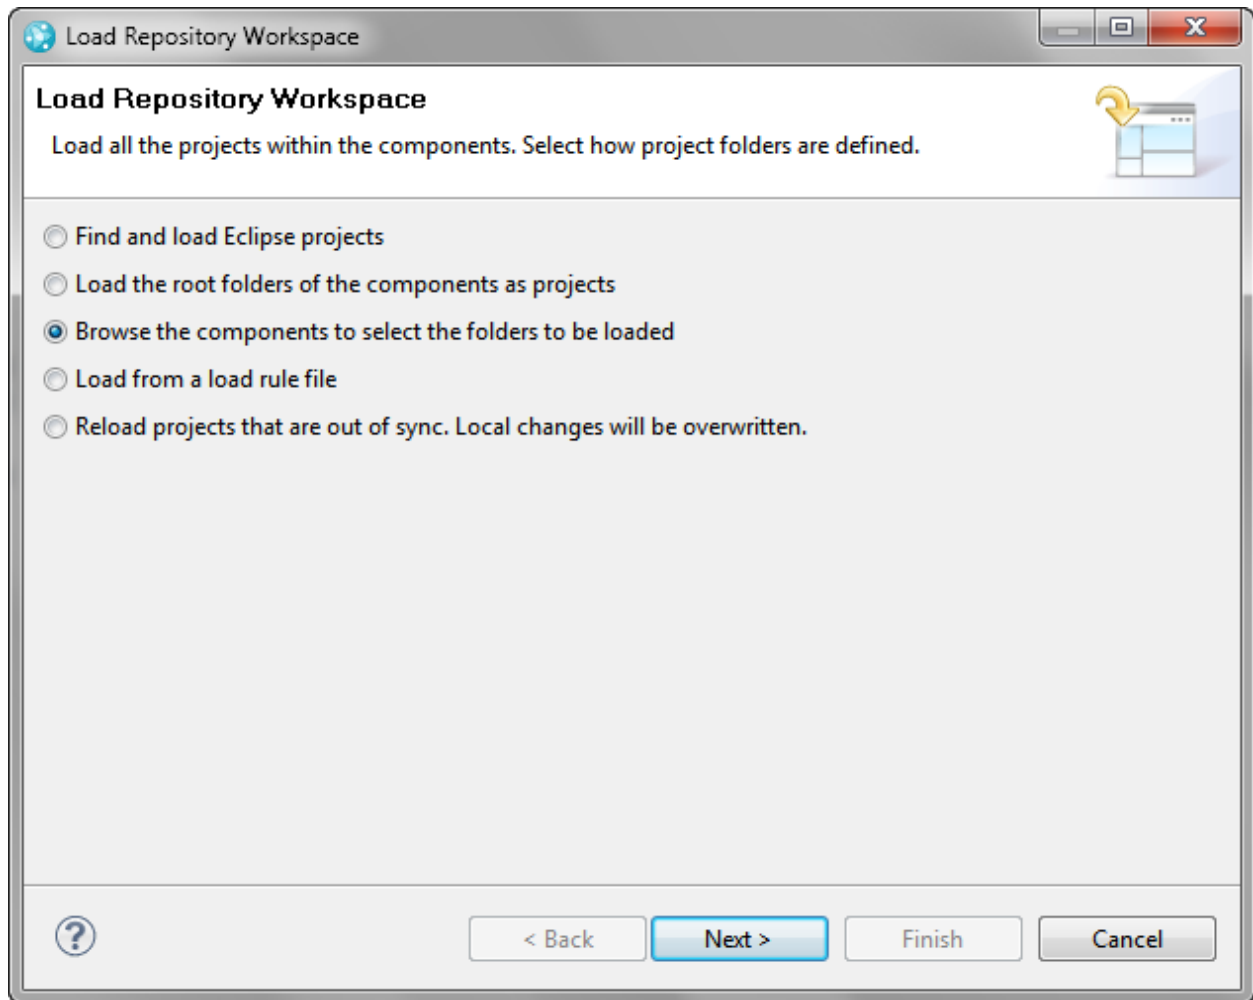 Load Repository Workspace
Load Repository Workspace
Load all the projects within the components. Select how project folders are defined.
Find and load Eclipse projects
Load the root folders of the components as projects
Browse the components to select the folders to be loaded
Load from a load rule file
Reload projects that are out of sync. Local changes will be overwritten.
? < Back Next > Finish Cancel